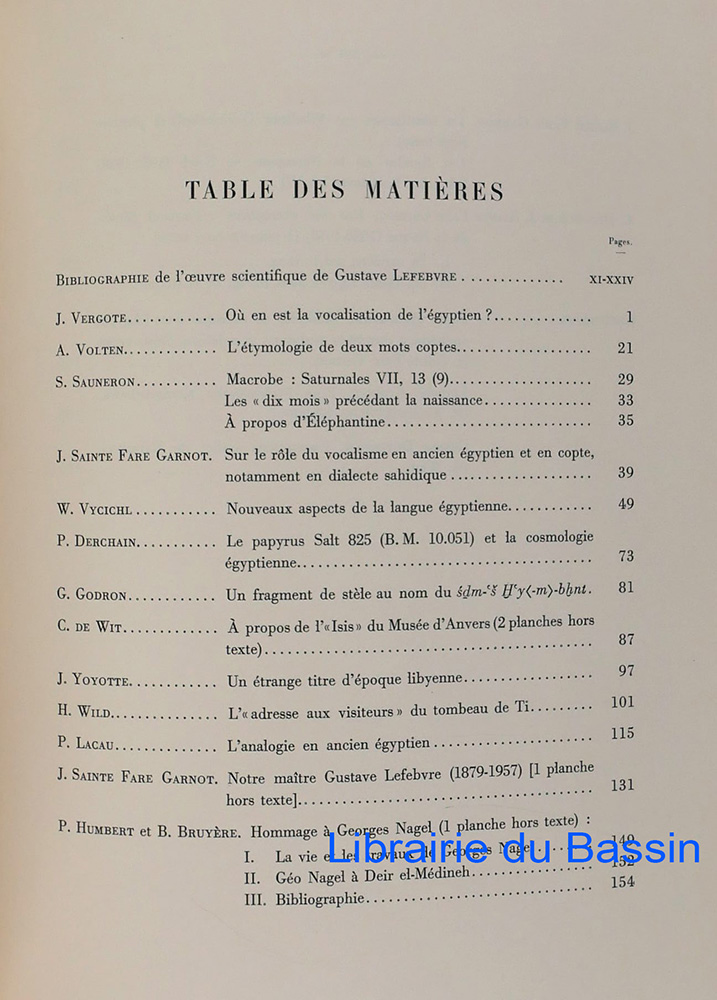 TABLE DES MATIÈRES
Pages.
BIBLIOGRAPHIE de l'œuvre scientifique de Gustave LEFEBVRE .............. XI-XXIV
J. VERGOTE............ Où en est la vocalisation de l'égyptien ?.............. 1
A. VOLTEN............. L'étymologie de deux mots coptes................... 21
S. SAUNERON........... Macrobe : Saturnales VII, 13 (9).................... 29
Les « dix mois » précédant la naissance............... 33
À propos d'Éléphantine............................. 35
J. SAINTE FARE GARNOT. Sur le rôle du vocalisme en ancien égyptien et en copte,
notamment en dialecte sahidique .................... 39
W. VYCICHL ........... Nouveaux aspects de la langue égyptienne............ 49
P. DERCHAIN........... Le papyrus Salt 825 (B.M. 10.051) et la cosmologie
égyptienne.......................................... 73
G. GODRON............ Un fragment de stèle au nom du śḏm-ʿš Ḫʿy〈-m〉-bḫnt. 81
C. DE WIT............. À propos de l'«Isis» du Musée d'Anvers (2 planches hors
texte).............................................. 87
J. YOYOTTE............ Un étrange titre d'époque libyenne.................. 97
H. WILD............... L'«adresse aux visiteurs» du tombeau de Ti......... 101
P. LACAU.............. L'analogie en ancien égyptien ...................... 115
J. SAINTE FARE GARNOT. Notre maître Gustave Lefebvre (1879-1957) [1 planche
hors texte].......................................... 131
P. HUMBERT et B. BRUYÈRE. Hommage à Georges Nagel (1 planche hors texte) :
I. La vie et les travaux de Georges Nagel ...... 149
II. Géo Nagel à Deir el-Médineh................. 152
III. Bibliographie................................ 154
Librairie du Bassin